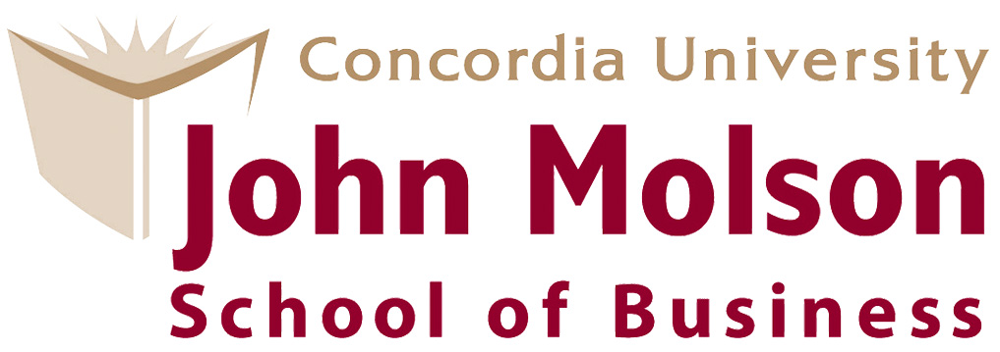 Concordia University
John Molson
School of Business